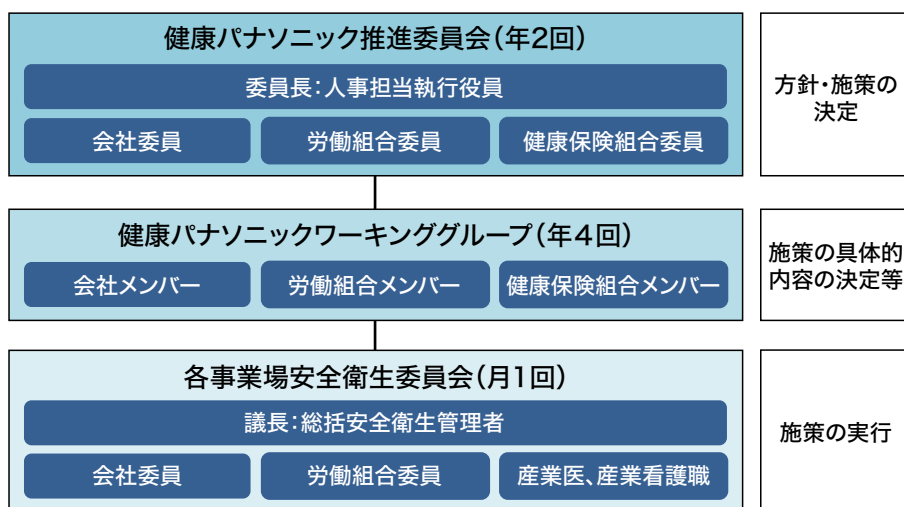 健康パナソニック推進委員会(年2回)
委員長:人事担当執行役員
会社委員
労働組合委員
健康保険組合委員
方針・施策の
決定
健康パナソニックワーキンググループ(年4回)
会社メンバー
労働組合メンバー
健康保険組合メンバー
施策の具体的
内容の決定等
各事業場安全衛生委員会(月1回)
議長:総括安全衛生管理者
会社委員
労働組合委員
産業医、産業看護職
施策の実行